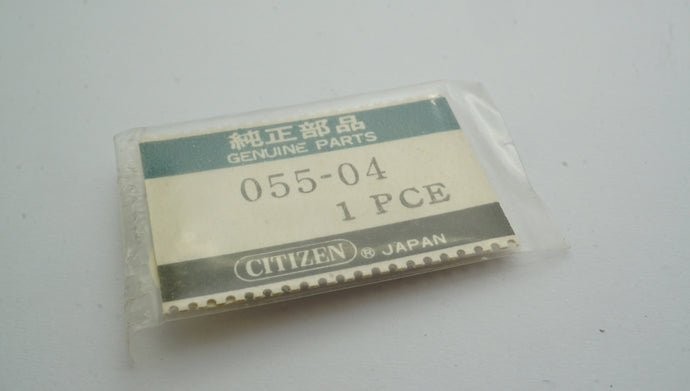 純正部品
GENUINE PARTS
055-04
1 PCE
CITIZEN ® JAPAN